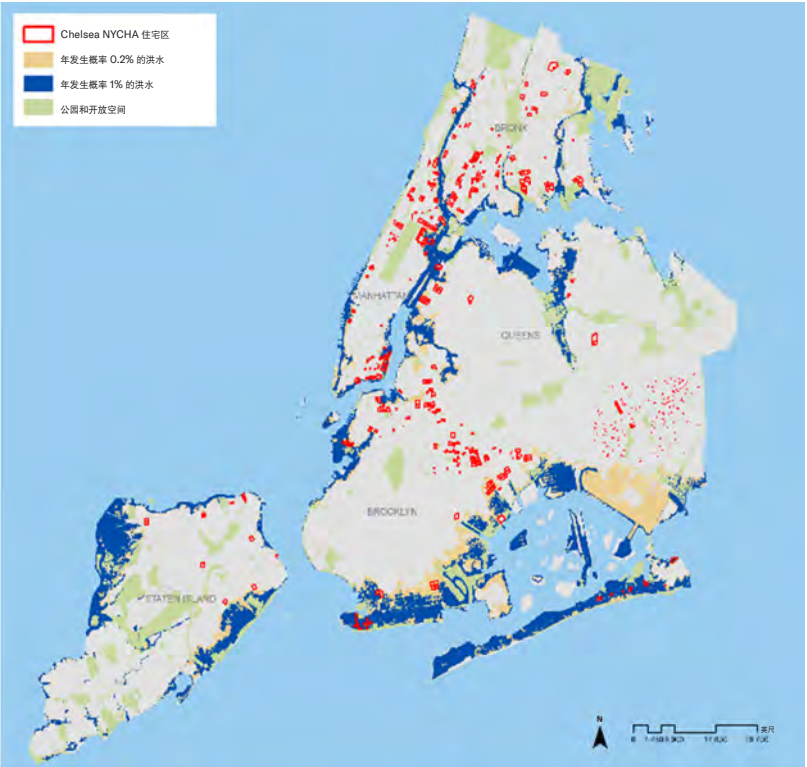 Chelsea NYCHA 住宅区
年发生概率 0.2% 的洪水
年发生概率 1% 的洪水
公园和开放空间
BRONX
MANHATTAN
QUEENS
BROOKLYN
STATEN ISLAND
N
英尺
0